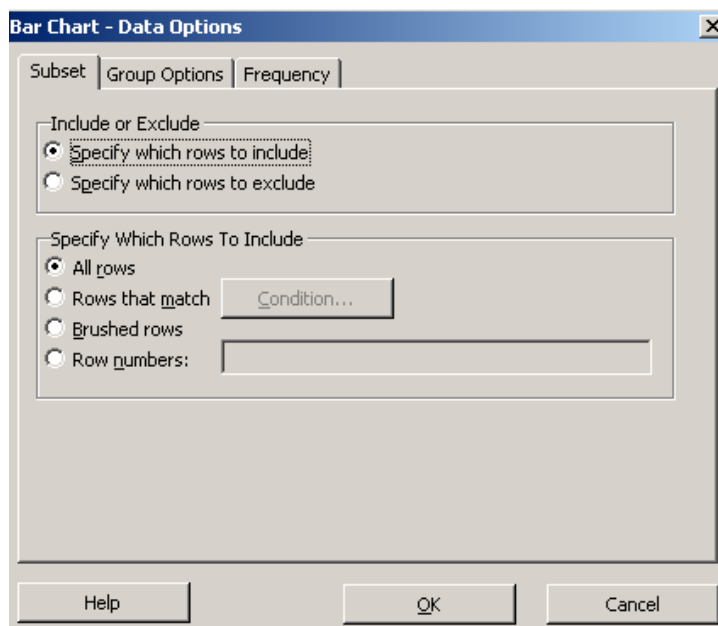 Bar Chart - Data Options
Subset Group Options Frequency
Include or Exclude
Specify which rows to include
Specify which rows to exclude
Specify Which Rows To Include
All rows
Rows that match Condition...
Brushed rows
Row numbers:
Help OK Cancel